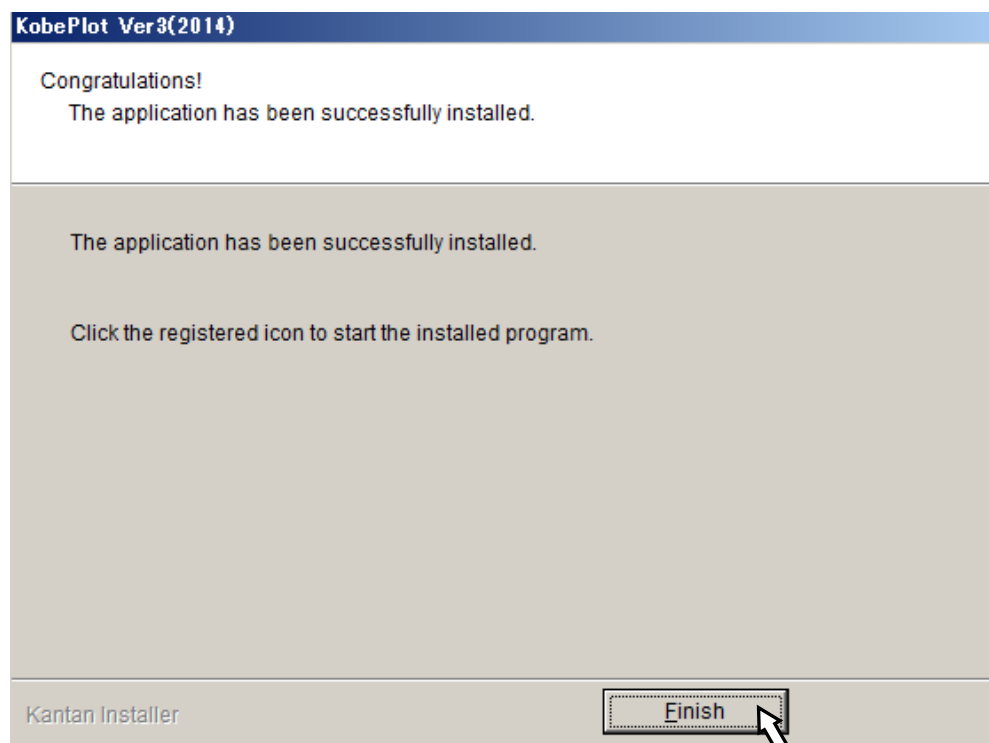 KobePlot Ver3(2014)
Congratulations!
The application has been successfully installed.
The application has been successfully installed.
Click the registered icon to start the installed program.
Kantan Installer
Finish